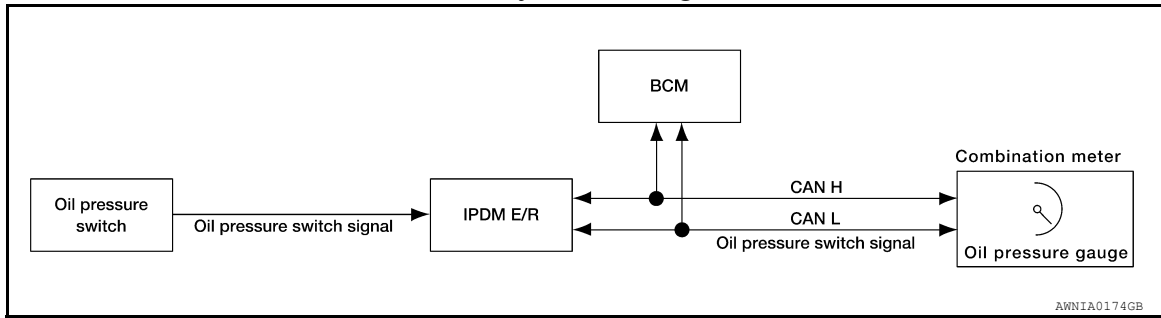 BCM
Combination meter
Oil pressure
switch
Oil pressure switch signal
IPDM E/R
CAN H
CAN L
Oil pressure switch signal
Oil pressure gauge
AWNIA0174GB